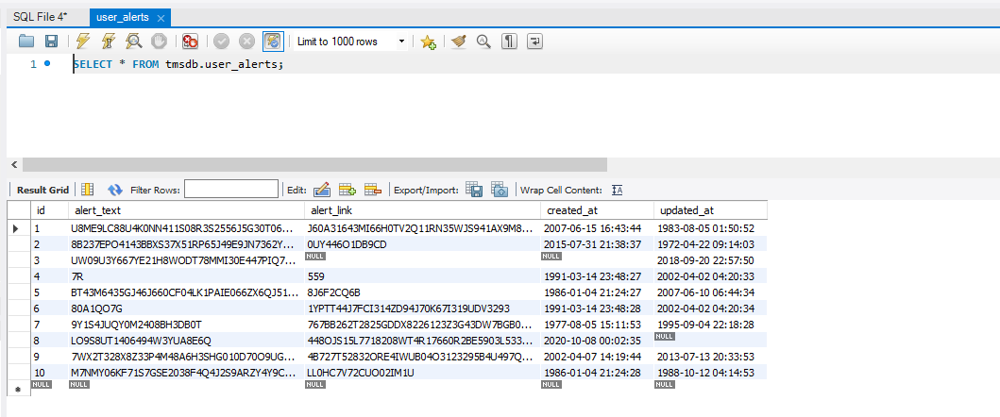 SQL File 4* user_alerts
Limit to 1000 rows
1 SELECT * FROM tmsdb.user_alerts;
Result Grid Filter Rows: Edit: Export/Import: Wrap Cell Content:
id alert_text alert_link created_at updated_at
1 U8ME9LC88U4K0NN411S08R3S2556J5G30T06... J60A31643MI66H0TV2Q11RN35WJS941AX9M8... 2007-06-15 16:43:44 1983-08-05 01:50:52
2 8B237EPO4143BBXS37X51RP65J49E9JN7362Y... 0UY446O1DB9CD 2015-07-31 21:38:37 1972-04-22 09:14:03
3 UW09U3Y667YE21H8WODT78MMI30E447PIQ7... NULL NULL 2018-09-20 22:57:50
4 7R 559 1991-03-14 23:48:27 2002-04-02 04:20:33
5 BT43M6435GJ46J660CF04LK1PAIE066ZX6QJ51... 8J6F2CQ6B 1986-01-04 21:24:27 2007-06-10 06:44:34
6 80A1QO7G 1YPTT44J7FCI314ZD94J70K67I319UDV3293 1991-03-14 23:48:28 2002-04-02 04:20:34
7 9Y1S4JUQY0M2408BH3DB0T 767BB262T2825GDDX8226123Z3G43DW7BGB0... 1977-08-05 15:11:53 1995-09-04 22:18:28
8 LO9S8UT1406494W3YUA8E6Q 448OJS15L7718208WT4R17660R2BE5903L533... 2020-10-08 00:02:35 NULL
9 7WX2T328X8Z33P4M48A6H3SHG010D70O9UG... 4B727T52832ORE4IWUB04O3123295B4U497Q... 2002-04-07 14:19:44 2013-07-13 20:33:53
10 M7NMY06KF71S7GSE2038F4Q4J2S9ARZY4Y9C... LL0HC7V72CUO02IM1U 1986-01-04 21:24:28 1988-10-12 04:14:53
NULL NULL NULL NULL NULL